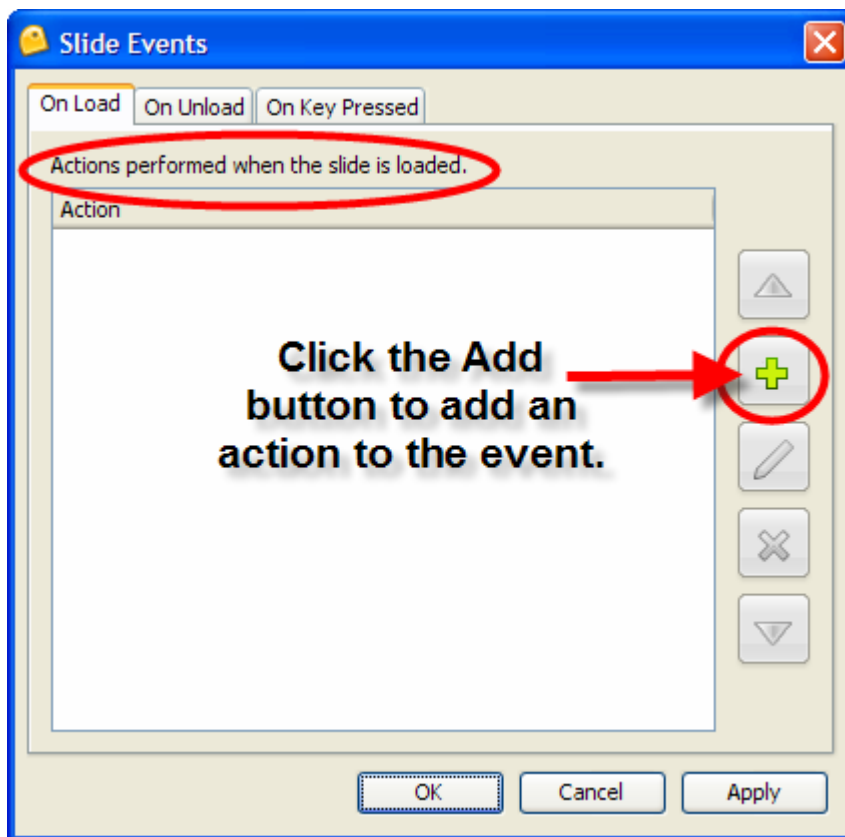 Slide Events
On Load On Unload On Key Pressed
Actions performed when the slide is loaded.
Action
Click the Add
button to add an
action to the event.
OK Cancel Apply